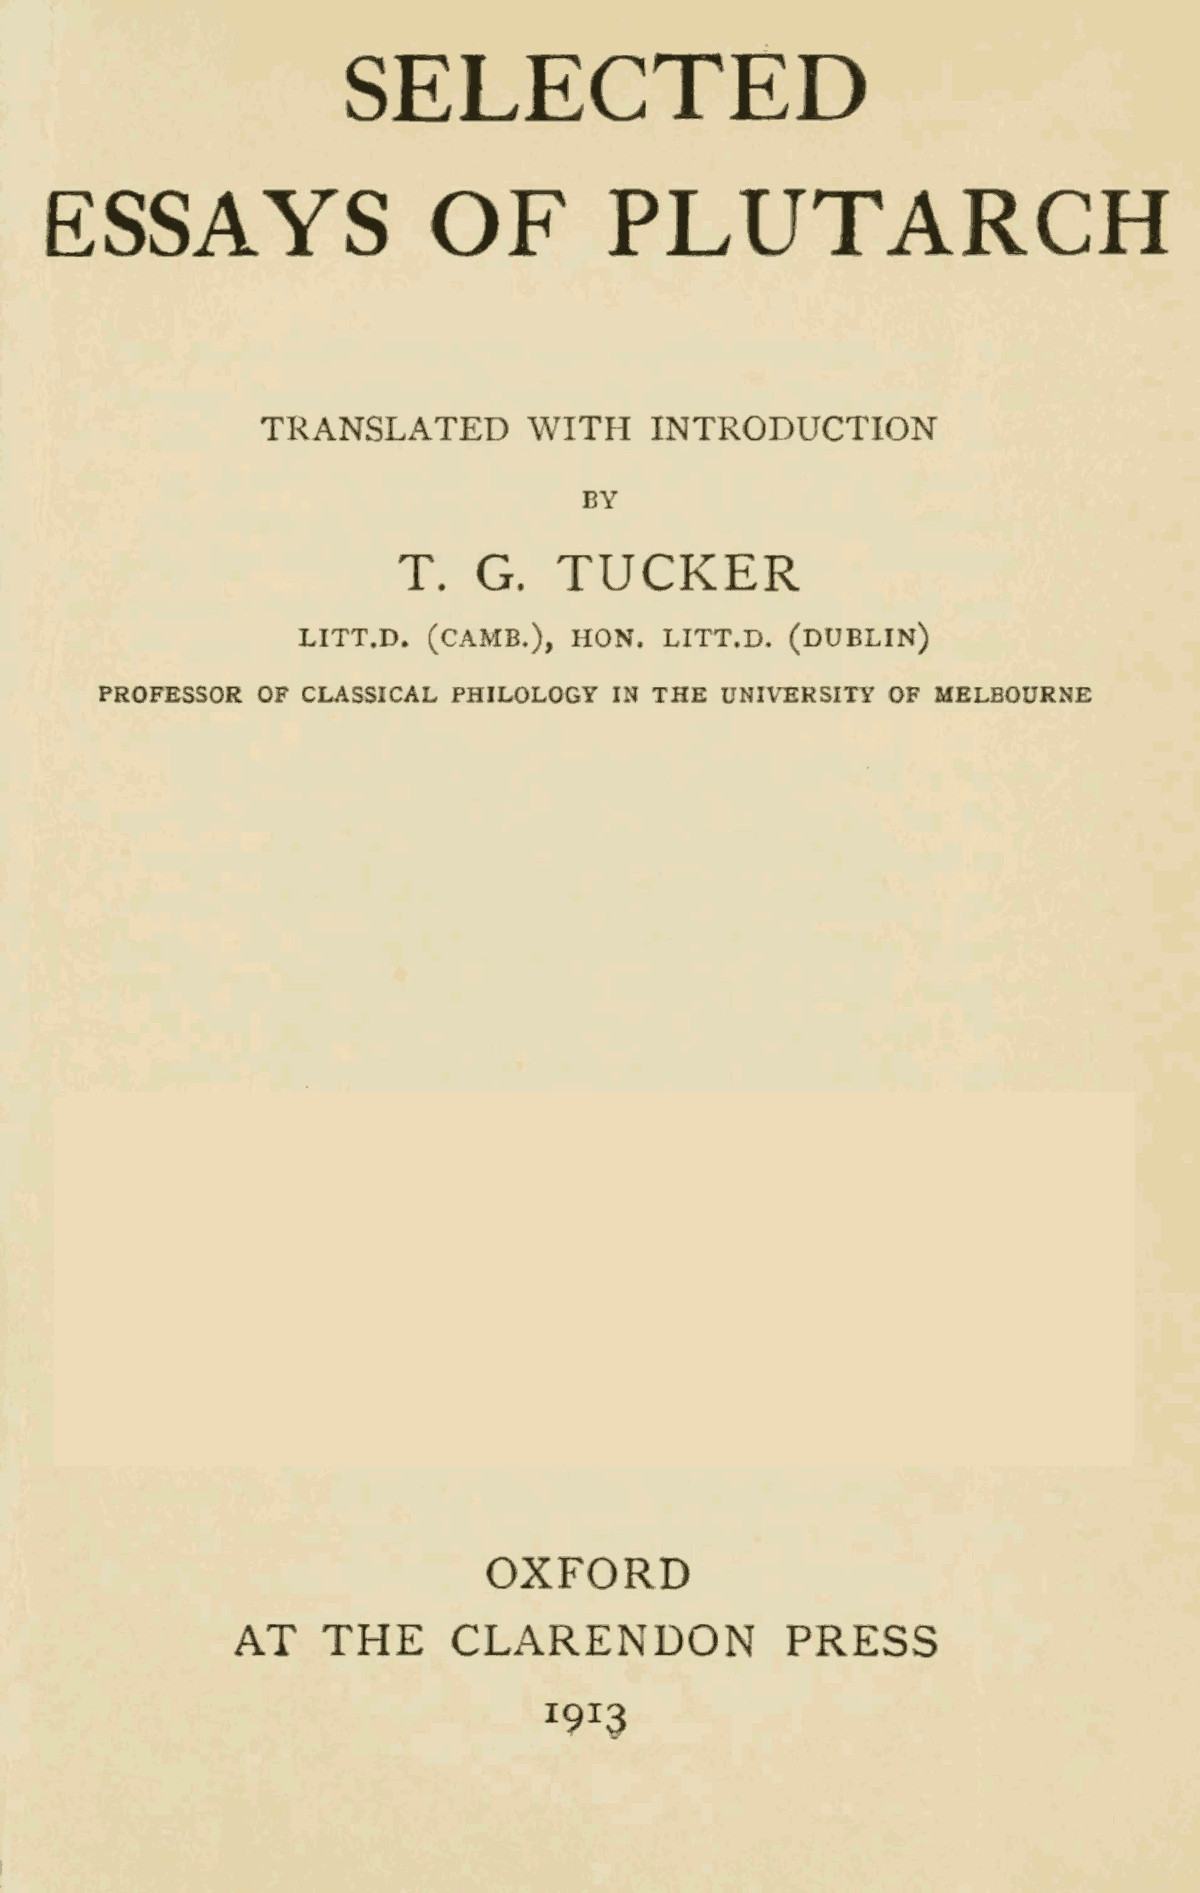 SELECTED
ESSAYS OF PLUTARCH
TRANSLATED WITH INTRODUCTION
BY
T. G. TUCKER
LITT.D. (CAMB.), HON. LITT.D. (DUBLIN)
PROFESSOR OF CLASSICAL PHILOLOGY IN THE UNIVERSITY OF MELBOURNE
OXFORD
AT THE CLARENDON PRESS
1913